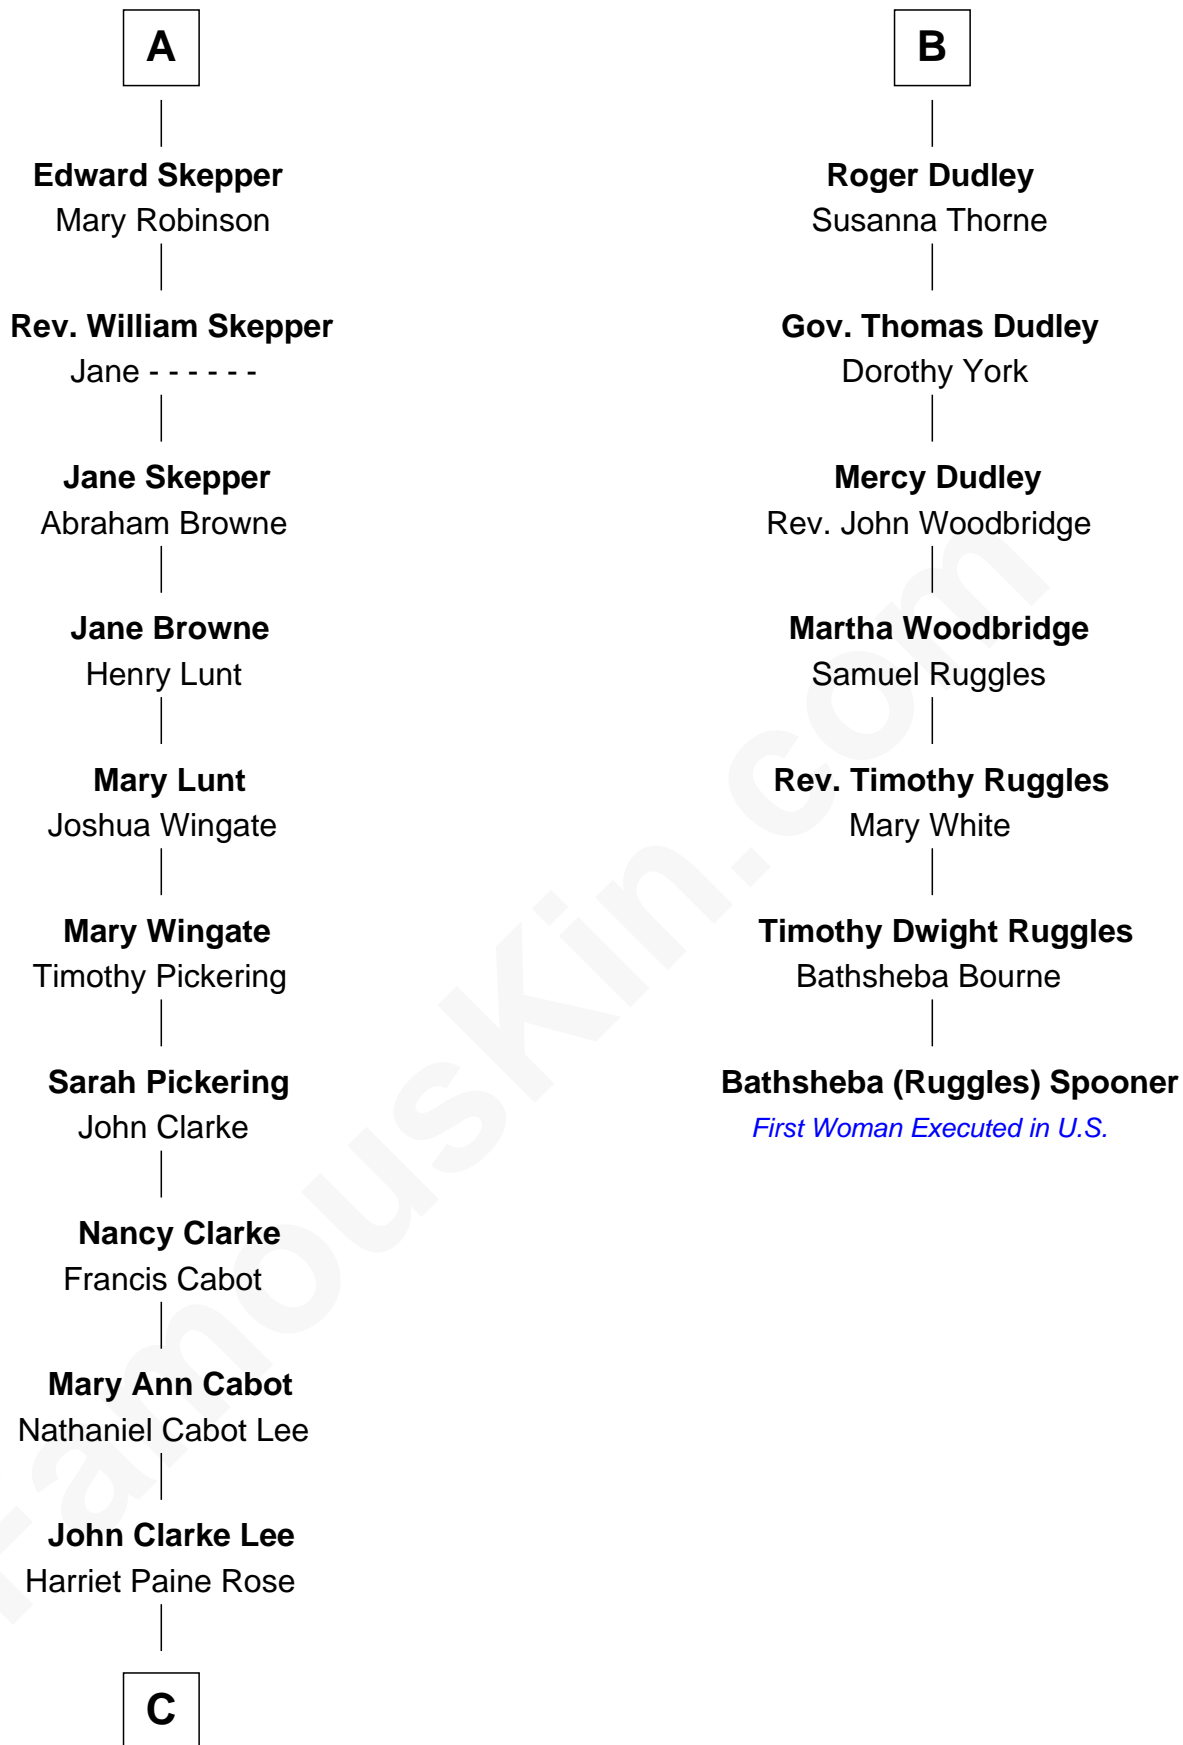 A
Edward Skepper
Mary Robinson
Rev. William Skepper
Jane - - - - - -
Jane Skepper
Abraham Browne
Jane Browne
Henry Lunt
Mary Lunt
Joshua Wingate
Mary Wingate
Timothy Pickering
Sarah Pickering
John Clarke
Nancy Clarke
Francis Cabot
Mary Ann Cabot
Nathaniel Cabot Lee
John Clarke Lee
Harriet Paine Rose
C
B
Roger Dudley
Susanna Thorne
Gov. Thomas Dudley
Dorothy York
Mercy Dudley
Rev. John Woodbridge
Martha Woodbridge
Samuel Ruggles
Rev. Timothy Ruggles
Mary White
Timothy Dwight Ruggles
Bathsheba Bourne
Bathsheba (Ruggles) Spooner
First Woman Executed in U.S.
FamousKin.com